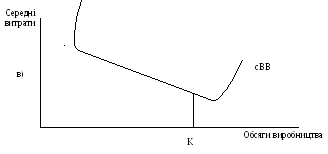 Середні
витрати
сВВ
в)
Обсяги виробництва
К